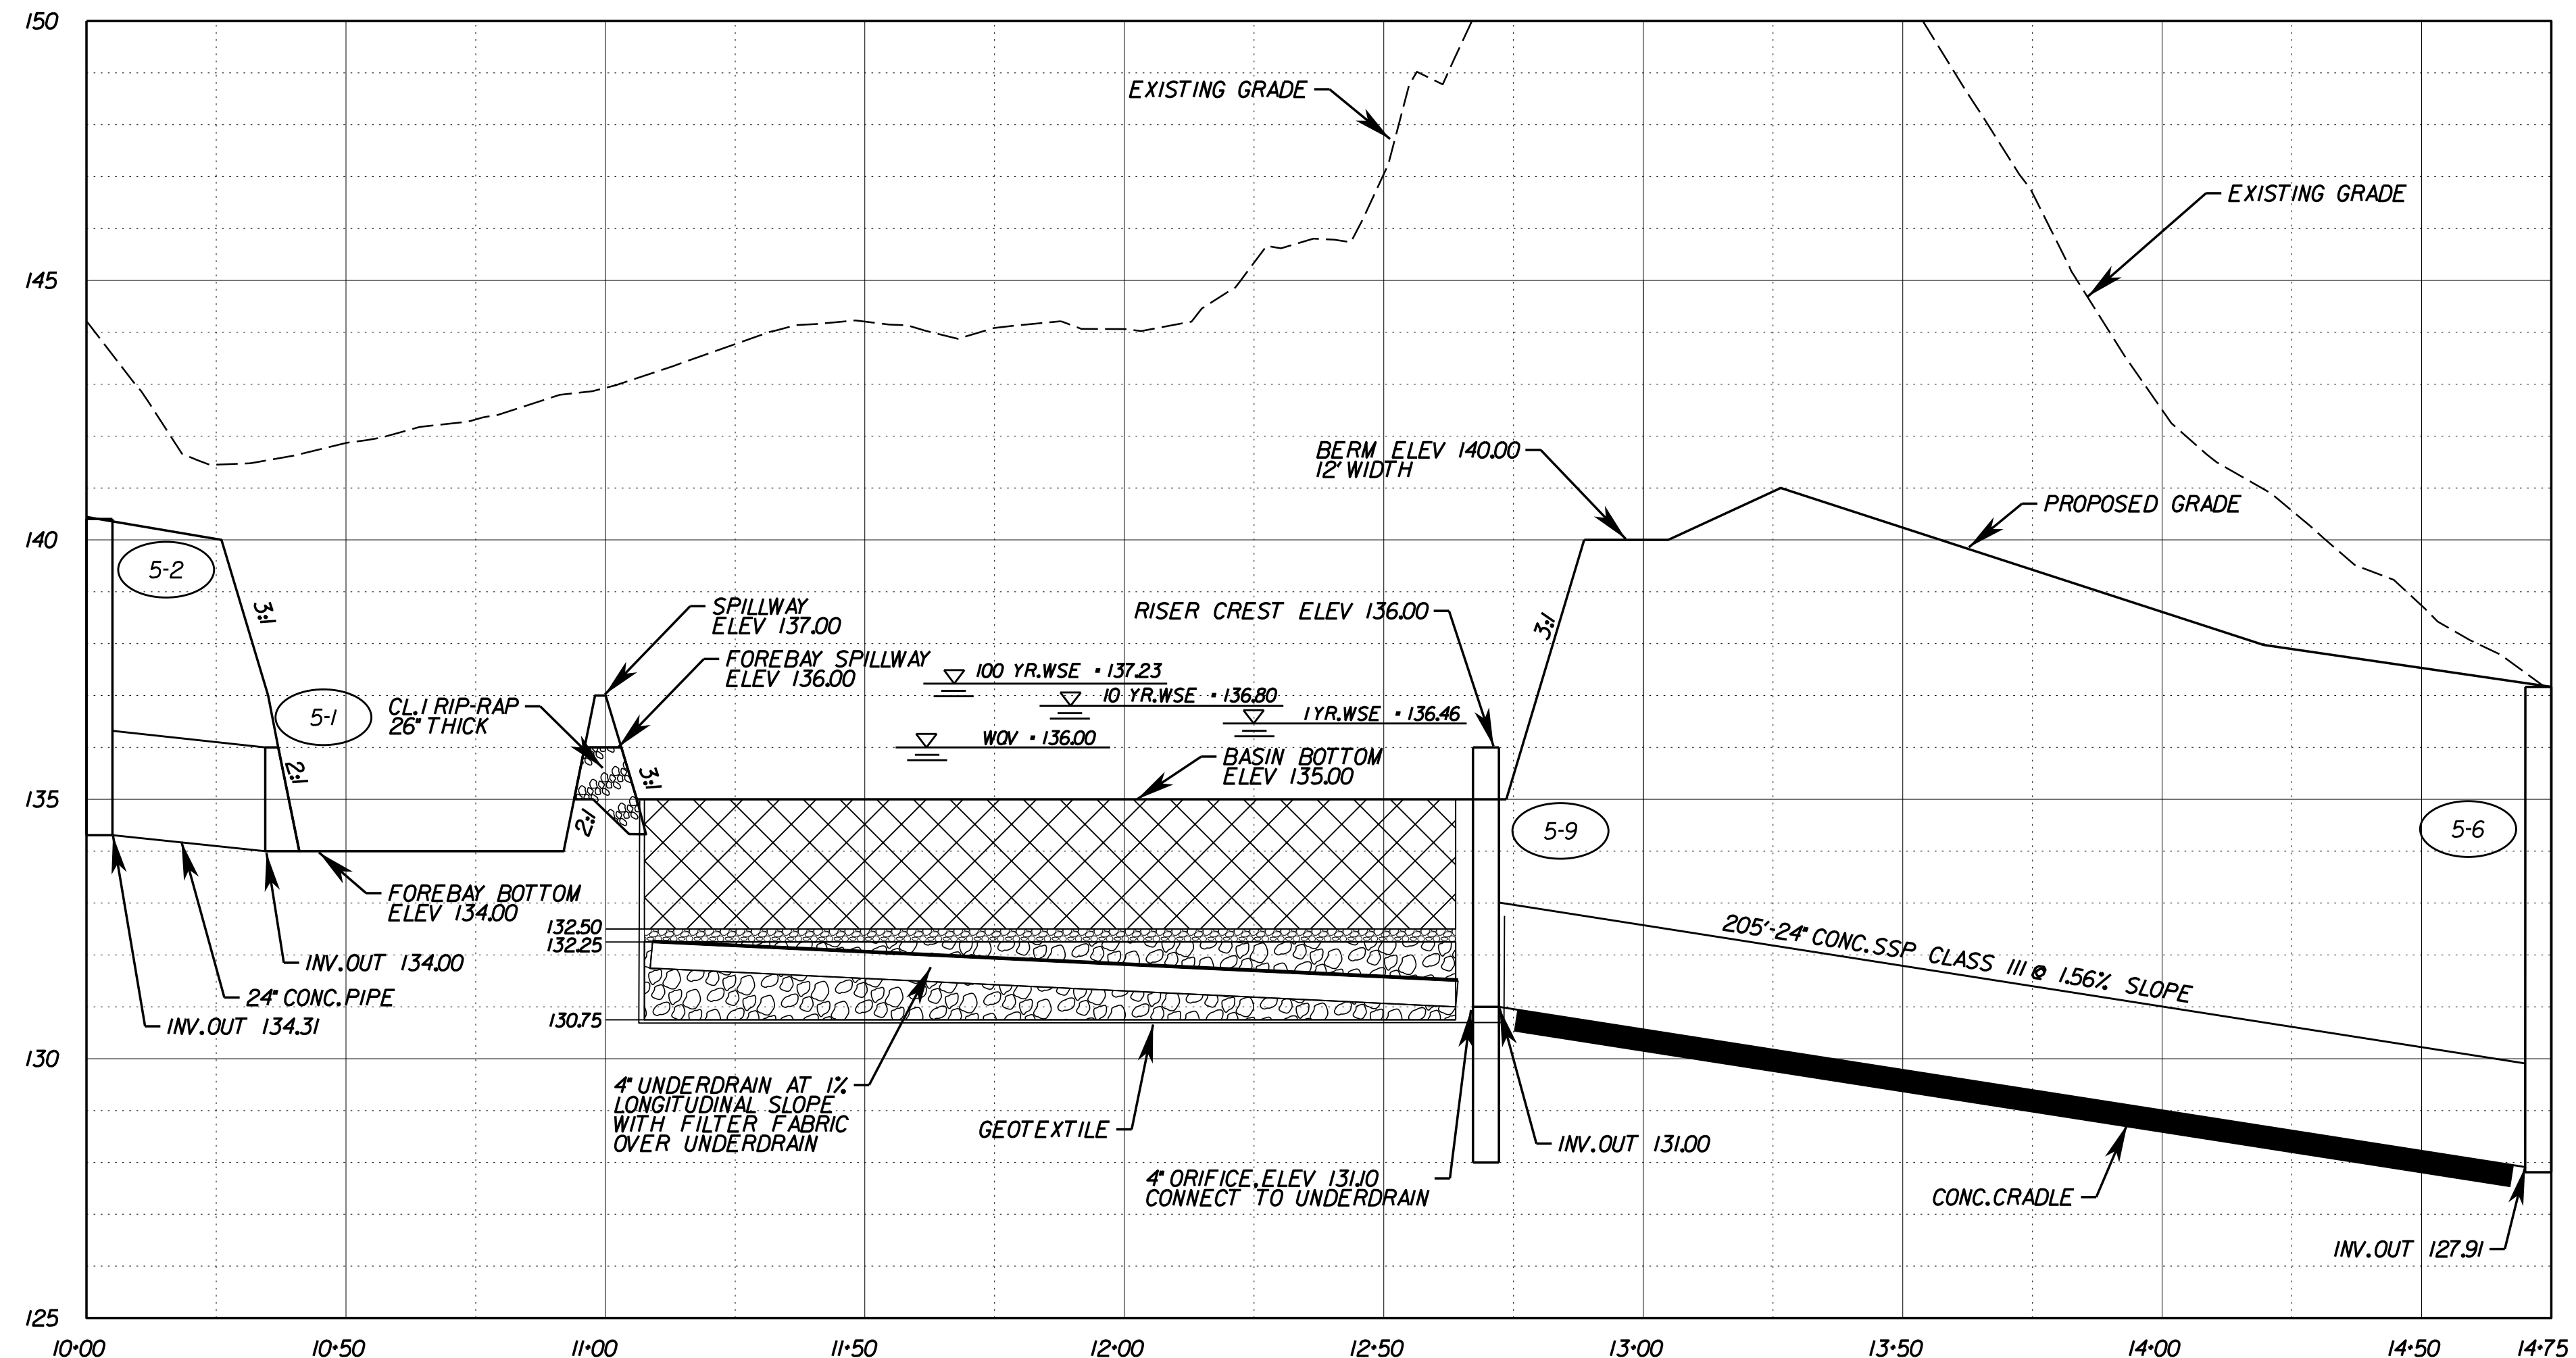 150
EXISTING GRADE
EXISTING GRADE
145
BERM ELEV 140.00
12' WIDTH
PROPOSED GRADE
140
5-2
3:1
SPILLWAY
ELEV 137.00
RISER CREST ELEV 136.00
3:1
FOREBAY SPILLWAY
ELEV 136.00
100 YR. WSE = 137.23
10 YR. WSE = 136.80
1 YR. WSE = 136.46
WQV = 136.00
5-1
CL. I RIP-RAP
26" THICK
2:1
3:1
BASIN BOTTOM
ELEV 135.00
135
2:1
5-9
5-6
FOREBAY BOTTOM
ELEV 134.00
132.50
132.25
205'-24" CONC. SSP CLASS III @ 1.56% SLOPE
INV. OUT 134.00
24" CONC. PIPE
INV. OUT 134.31
130.75
130
4" UNDERDRAIN AT 1%
LONGITUDINAL SLOPE
WITH FILTER FABRIC
OVER UNDERDRAIN
GEOTEXTILE
INV. OUT 131.00
4" ORIFICE, ELEV 131.10
CONNECT TO UNDERDRAIN
CONC. CRADLE
INV. OUT 127.91
125
10+00 10+50 11+00 11+50 12+00 12+50 13+00 13+50 14+00 14+50 14+75